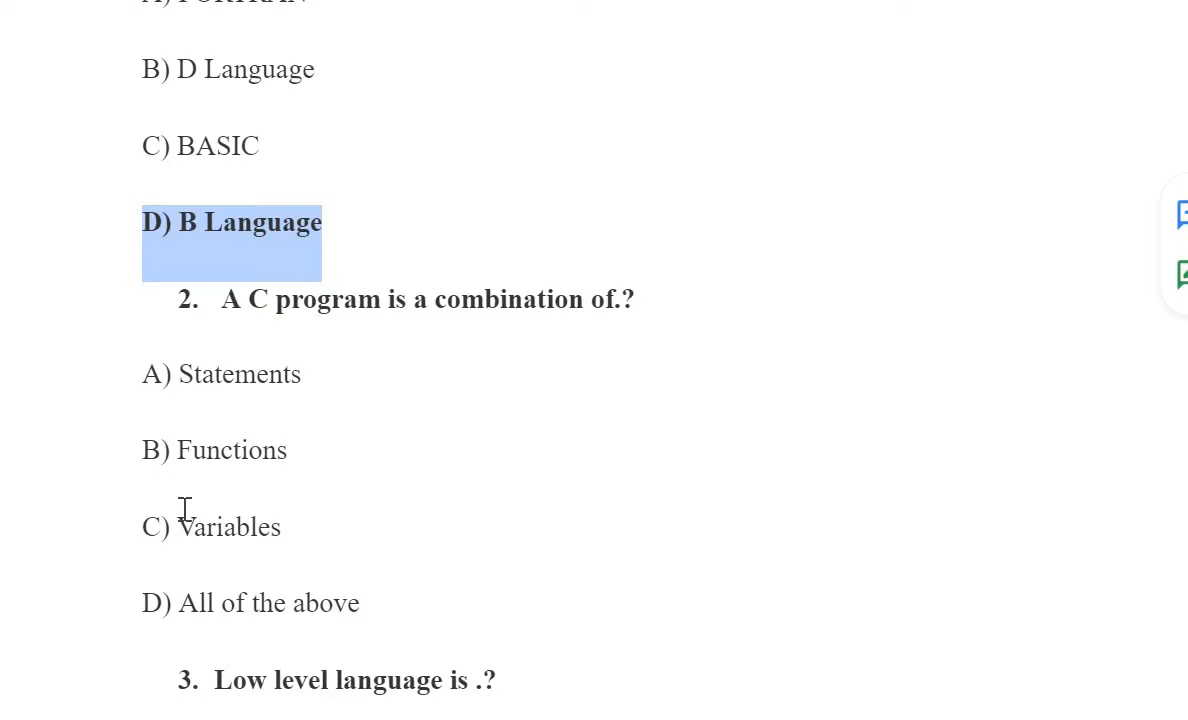 B) D Language
C) BASIC
D) B Language
2. A C program is a combination of.?
A) Statements
B) Functions
C) Variables
D) All of the above
3. Low level language is .?